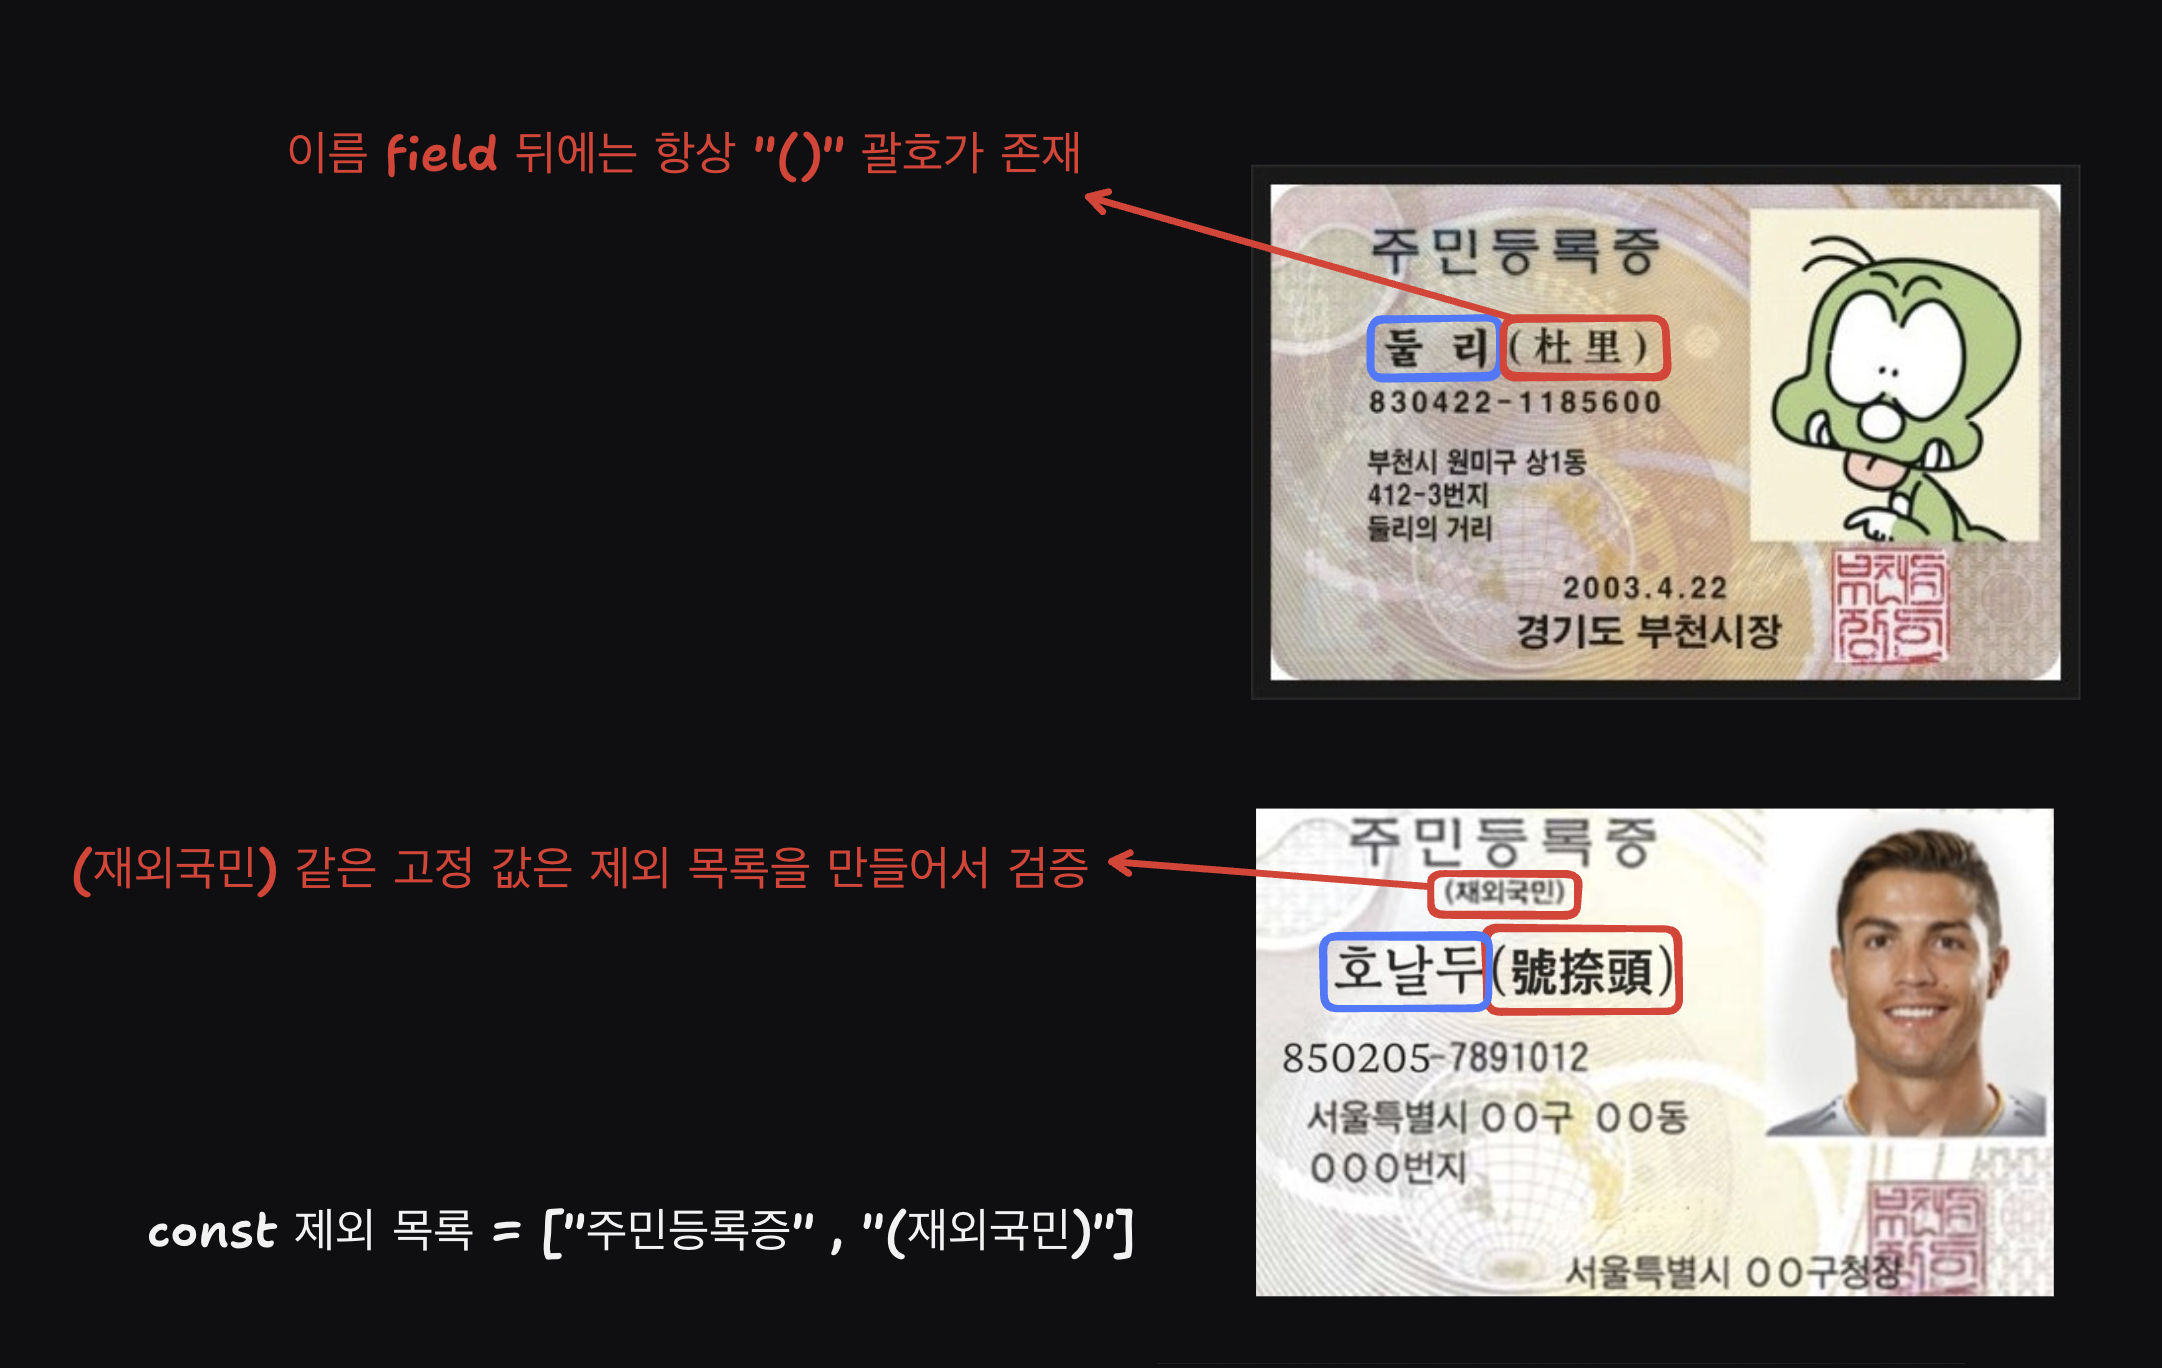 이름 field 뒤에는 항상 "()" 괄호가 존재
주민등록증
둘 리 (杜里)
830422-1185600
부천시 원미구 상1동
412-3번지
둘리의 거리
2003.4.22
경기도 부천시장
(재외국민) 같은 고정 값은 제외 목록을 만들어서 검증
주민등록증
(재외국민)
호날두(號捺頭)
850205-7891012
서울특별시 OO구 OO동
OOO번지
서울특별시 OO구청장
const 제외 목록 = ["주민등록증" , "(재외국민)"]